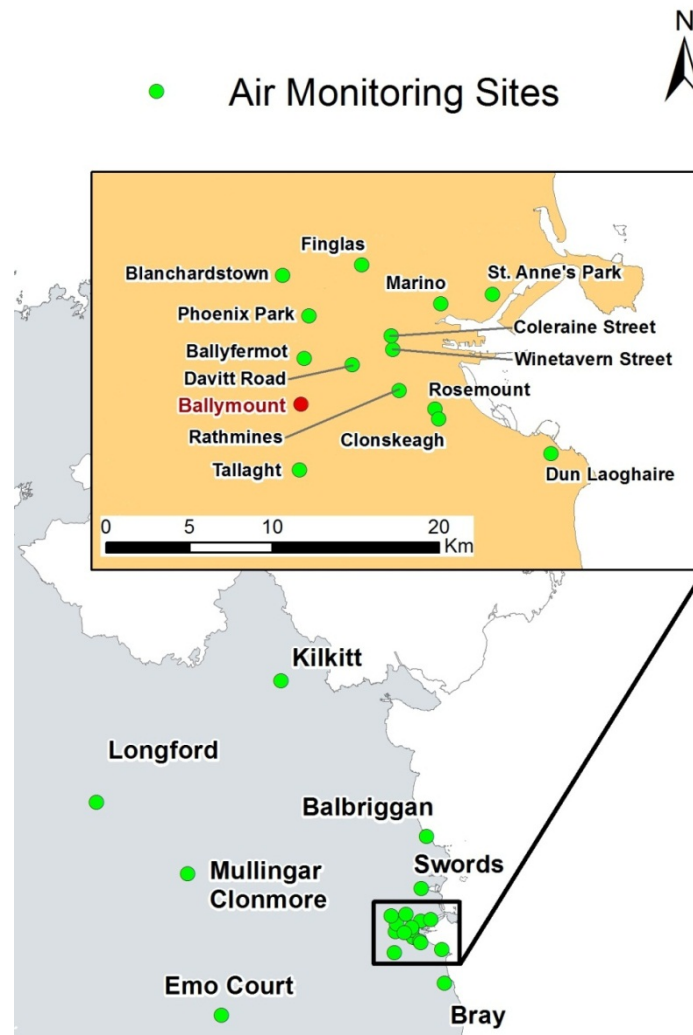 N
Air Monitoring Sites
Finglas
St. Anne's Park
Blanchardstown
Marino
Phoenix Park
Coleraine Street
Ballyfermot
Winetavern Street
Davitt Road
Rosemount
Ballymount
Rathmines
Clonskeagh
Tallaght
Dun Laoghaire
0 5 10 20
Km
Kilkitt
Longford
Balbriggan
Swords
Mullingar
Clonmore
Emo Court
Bray